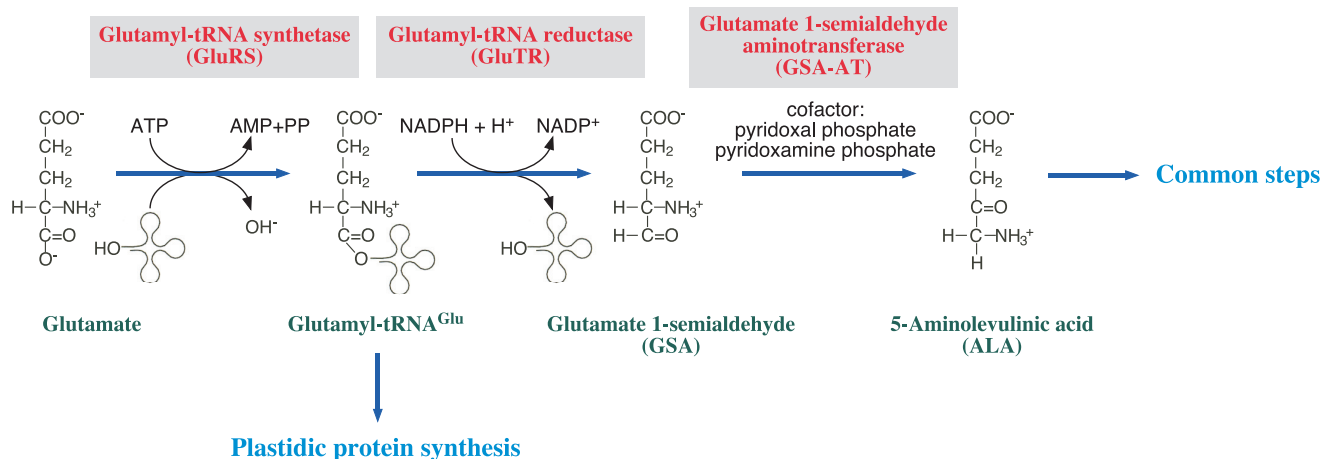 Glutamyl-tRNA synthetase
(GluRS)
Glutamyl-tRNA reductase
(GluTR)
Glutamate 1-semialdehyde
aminotransferase
(GSA-AT)
COO⁻
CH₂
CH₂
H–C–NH₃⁺
C=O
O⁻
ATP
AMP+PP
HO
OH⁻
COO⁻
CH₂
CH₂
H–C–NH₃⁺
C=O
O
NADPH + H⁺
NADP⁺
HO
COO⁻
CH₂
CH₂
H–C–NH₃⁺
H–C=O
cofactor:
pyridoxal phosphate
pyridoxamine phosphate
COO⁻
CH₂
CH₂
C=O
H–C–NH₃⁺
H
Common steps
Glutamate
Glutamyl-tRNA^Glu
Glutamate 1-semialdehyde
(GSA)
5-Aminolevulinic acid
(ALA)
Plastidic protein synthesis